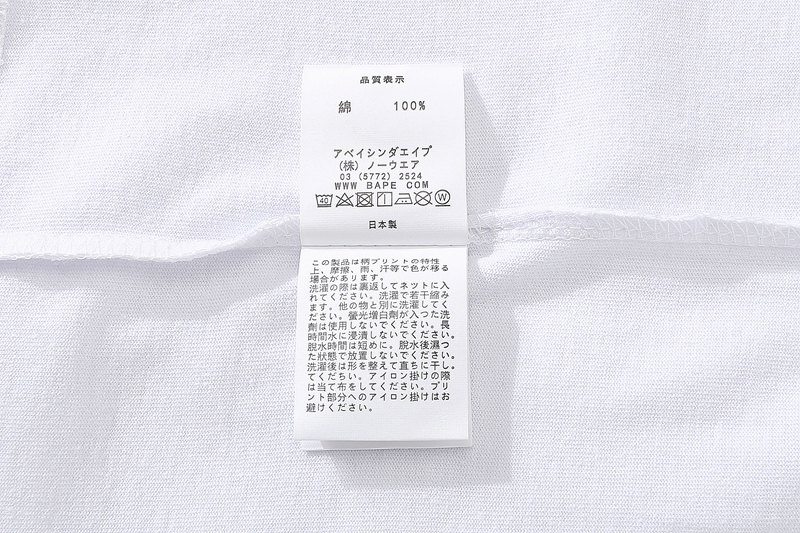 品質表示
綿 100%
アベイシンダエイプ
(株) ノーウエア
03 (5772) 2524
WWW BAPE COM
40 W
日本製
この製品は柄プリントの特性
上、摩擦、雨、汗等で色が移る
場合があります。
洗濯の際は裏返してネットに入
れてください。洗濯で若干縮み
ます。他の物と別に洗濯してく
ださい。螢光増白剤が入つた洗
劑は使用しないでください。長
時間水に浸漬しないでください。
脱水時間は短めに。脱水後濕つ
た狀態で放置しないでください。
洗濯後は形を整えて直ちに干し。
てくだちい。アイロン掛けの際
は当て布をしてください。プリ
ント部分へのアイロン掛けはお
避けください。